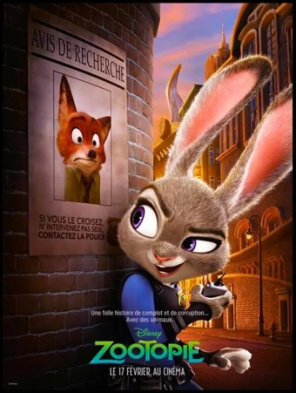 AVIS DE RECHERCHE
SI VOUS LE CROISEZ,
N'INTERVENEZ PAS SEUL,
CONTACTEZ LA POLICE
Une folle histoire de complot et de corruption...
Avec des animaux.
Disney
ZOOTOPIE
LE 17 FÉVRIER AU CINÉMA